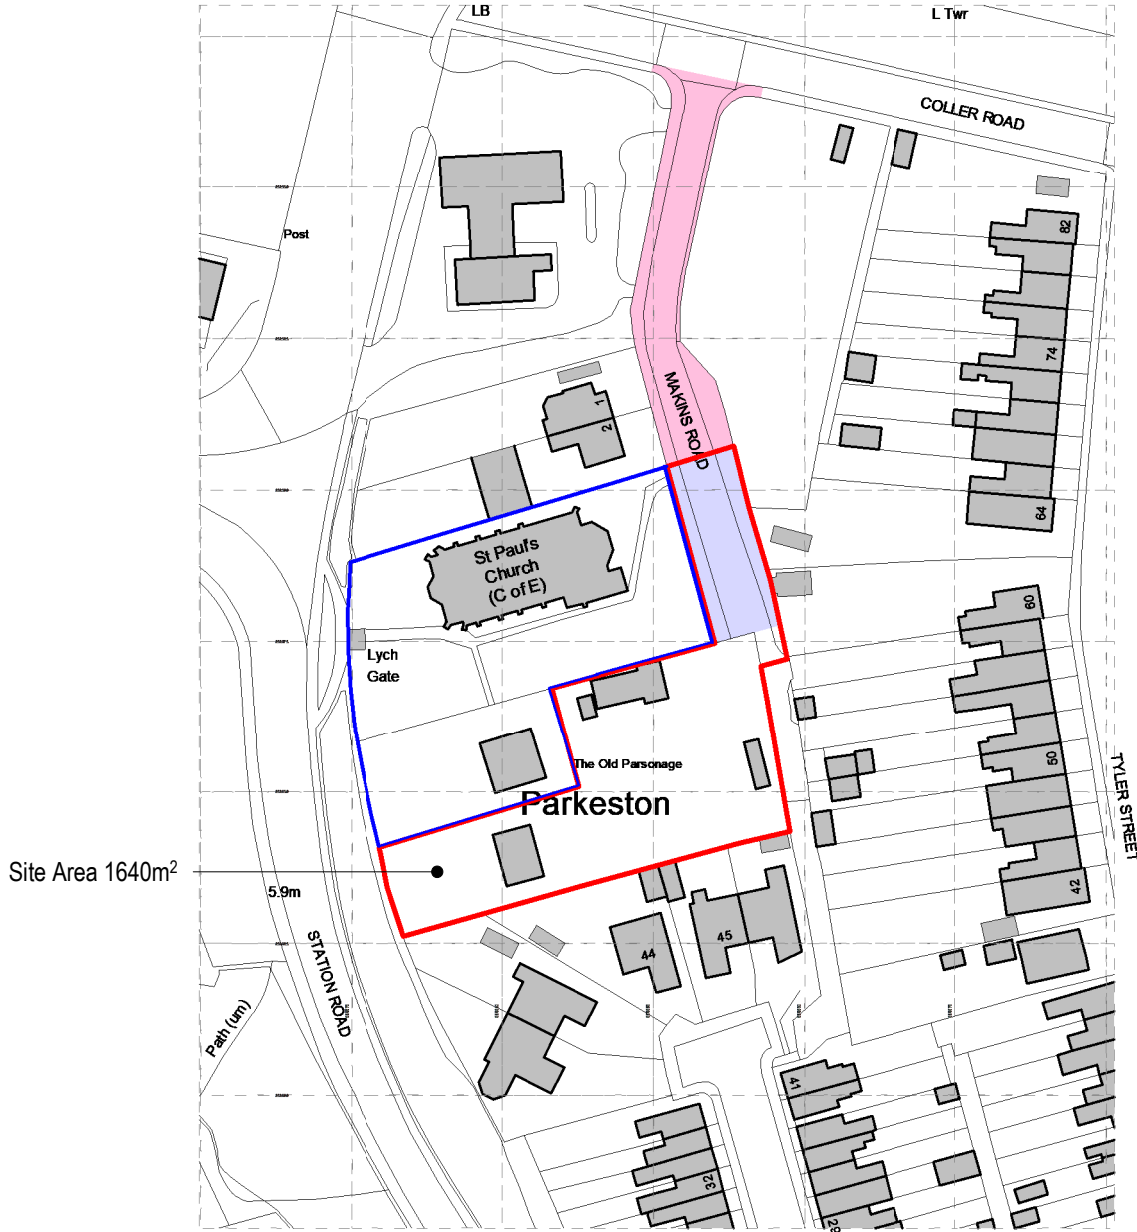 LB
L Twr
COLLER ROAD
Post
82
74
64
MAKINS ROAD
1
2
St Paul's
Church
(C of E)
60
Lych
Gate
50
The Old Parsonage
Parkeston
TYLER STREET
Site Area 1640m²
5.9m
42
STATION ROAD
44
45
Path (um)
41
32